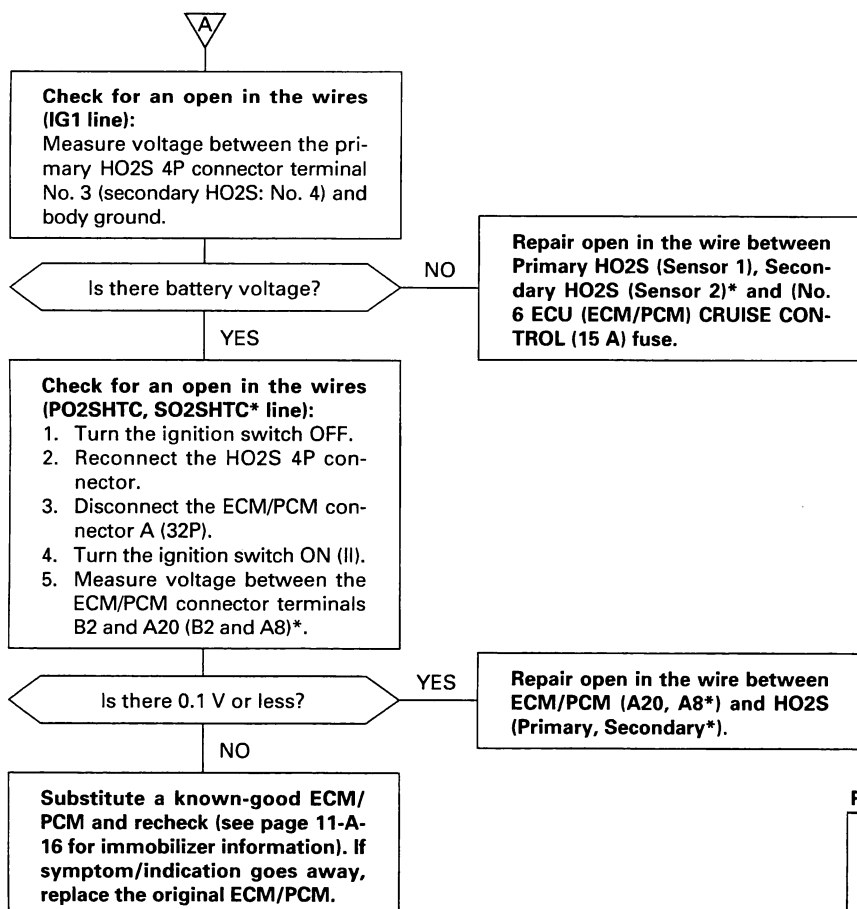 A
Check for an open in the wires
(IG1 line):
Measure voltage between the pri-
mary HO2S 4P connector terminal
No. 3 (secondary HO2S: No. 4) and
body ground.
Is there battery voltage?
NO
Repair open in the wire between
Primary HO2S (Sensor 1), Secon-
dary HO2S (Sensor 2)* and (No.
6 ECU (ECM/PCM) CRUISE CON-
TROL (15 A) fuse.
YES
Check for an open in the wires
(PO2SHTC, SO2SHTC* line):
1. Turn the ignition switch OFF.
2. Reconnect the HO2S 4P con-
nector.
3. Disconnect the ECM/PCM con-
nector A (32P).
4. Turn the ignition switch ON (II).
5. Measure voltage between the
ECM/PCM connector terminals
B2 and A20 (B2 and A8)*.
Is there 0.1 V or less?
YES
Repair open in the wire between
ECM/PCM (A20, A8*) and HO2S
(Primary, Secondary*).
NO
Substitute a known-good ECM/
PCM and recheck (see page 11-A-
16 for immobilizer information). If
symptom/indication goes away,
replace the original ECM/PCM.